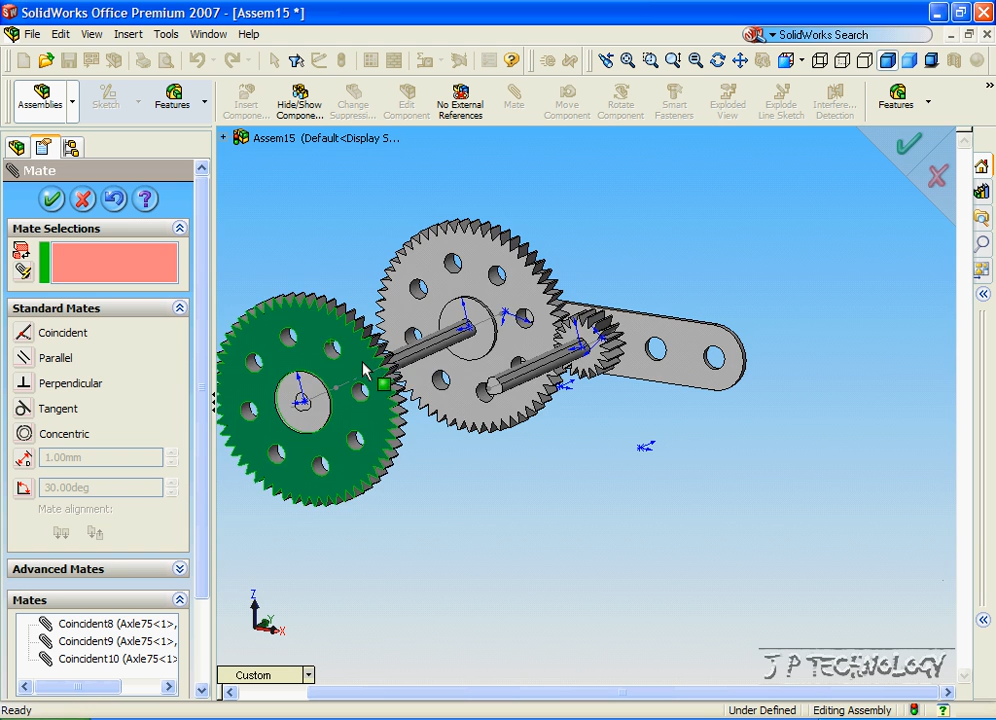 SolidWorks Office Premium 2007 - [Assem15 *]
File Edit View Insert Tools Window Help
SolidWorks Search
Assemblies Sketch Features Insert Compone... Hide/Show Compone... Change Suppressi... Edit Component No External References Mate Move Component Rotate Component Smart Fasteners Exploded View Explode Line Sketch Interfere... Detection Features
Assem15 (Default<Display S...
Mate
Mate Selections
Standard Mates
Coincident
Parallel
Perpendicular
Tangent
Concentric
1.00mm
30.00deg
Mate alignment:
Advanced Mates
Mates
Coincident8 (Axle75<1>,
Coincident9 (Axle75<1>,
Coincident10 (Axle75<1>
Z
Y
X
Custom
J P TECHNOLOGY
Ready
Under Defined
Editing Assembly